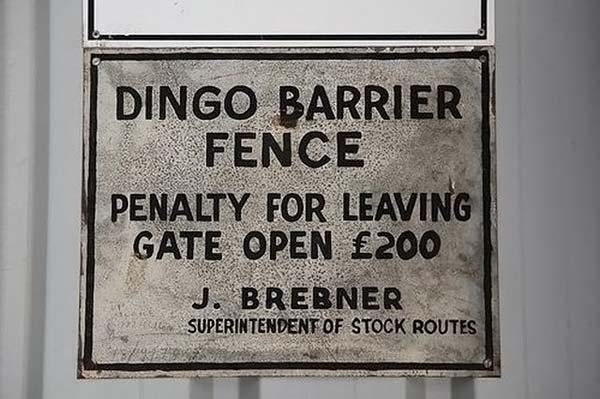 DINGO BARRIER
FENCE
PENALTY FOR LEAVING
GATE OPEN £200
J. BREBNER
SUPERINTENDENT OF STOCK ROUTES